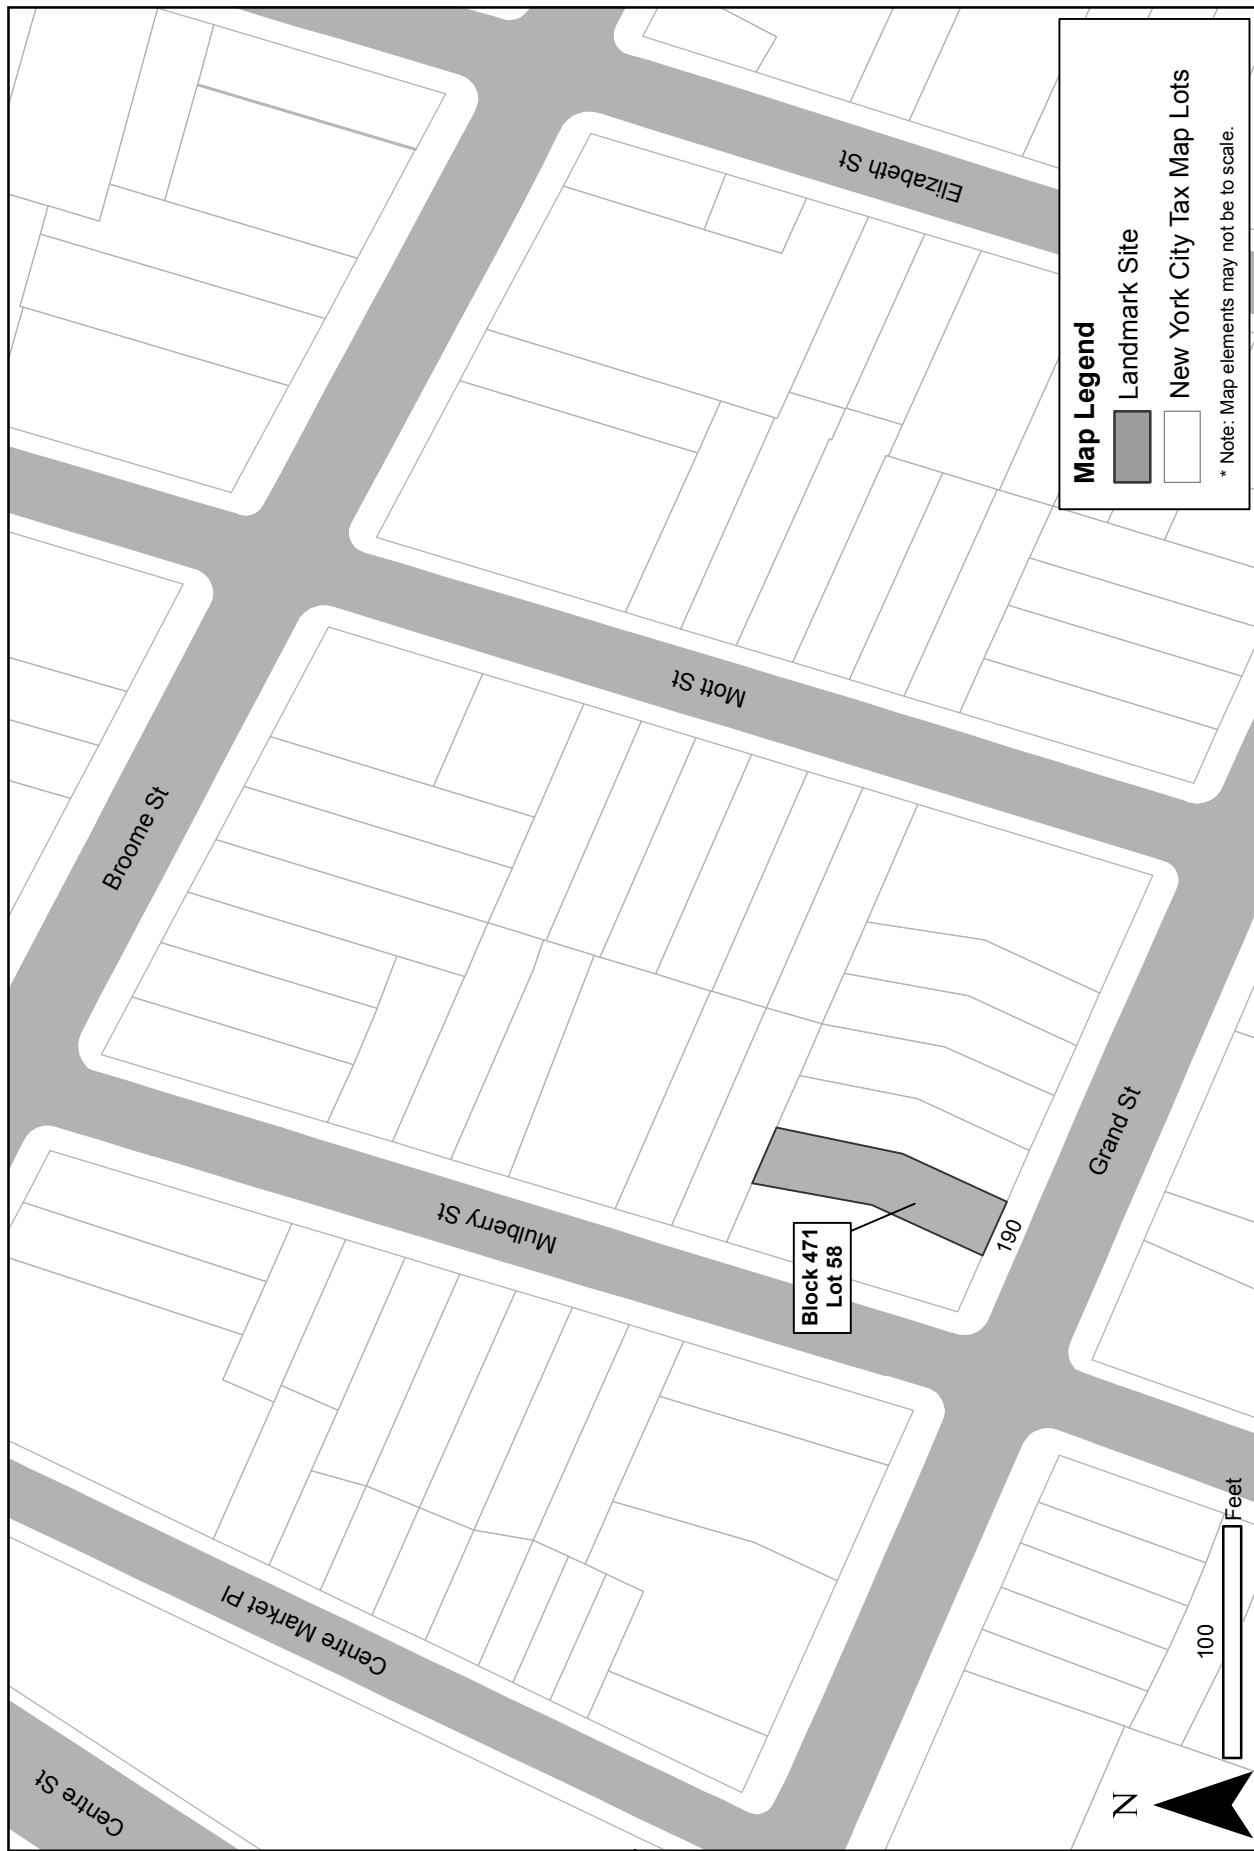 Centre St
Centre Market Pl
Mulberry St
Broome St
Mott St
Elizabeth St
Grand St
Block 471
Lot 58
190
N
100
Feet
Map Legend
Landmark Site
New York City Tax Map Lots
* Note: Map elements may not be to scale.